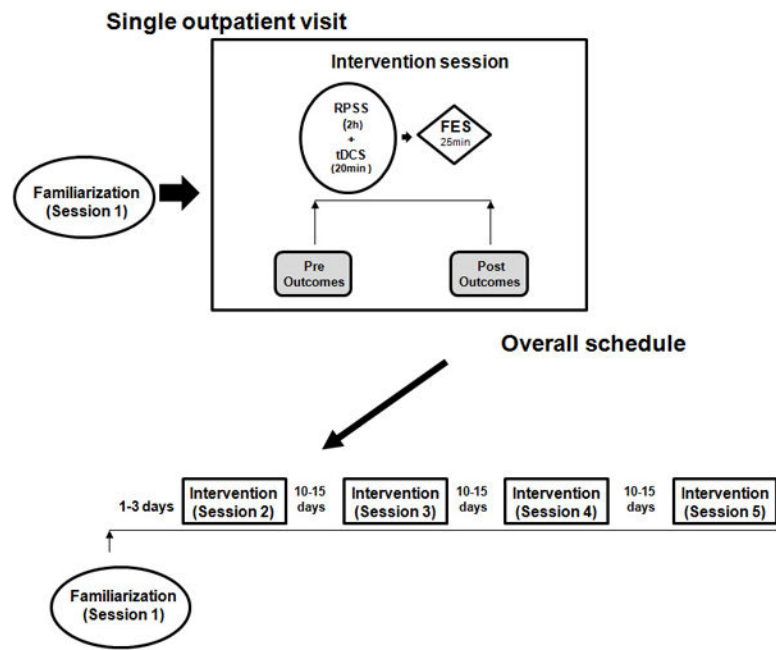 Single outpatient visit
Intervention session
RPSS
(2h)
+
tDCS
(20min )
FES
25min
Familiarization
(Session 1)
Pre
Outcomes
Post
Outcomes
Overall schedule
1-3 days
Intervention
(Session 2)
10-15
days
Intervention
(Session 3)
10-15
days
Intervention
(Session 4)
10-15
days
Intervention
(Session 5)
Familiarization
(Session 1)